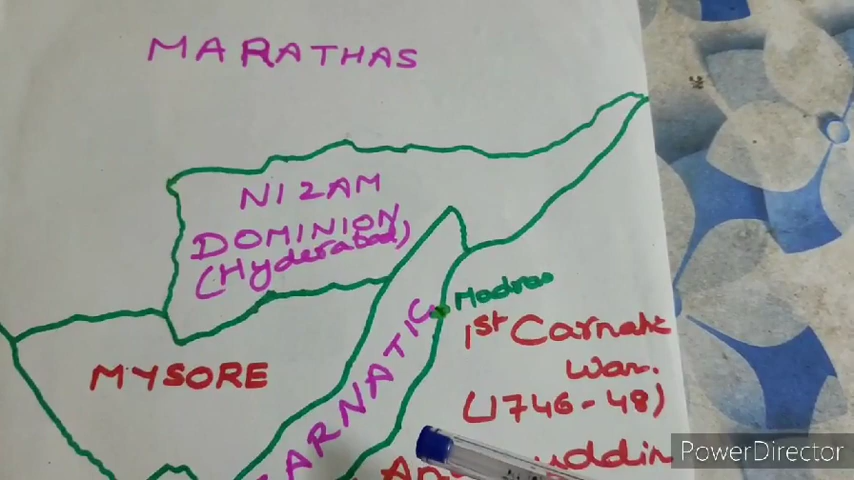 MARATHAS
NIZAM
DOMINION
(Hyderabad)
Madras
1st Carnatic
War.
(1746-48)
MYSORE
CARNATIC
PowerDirector